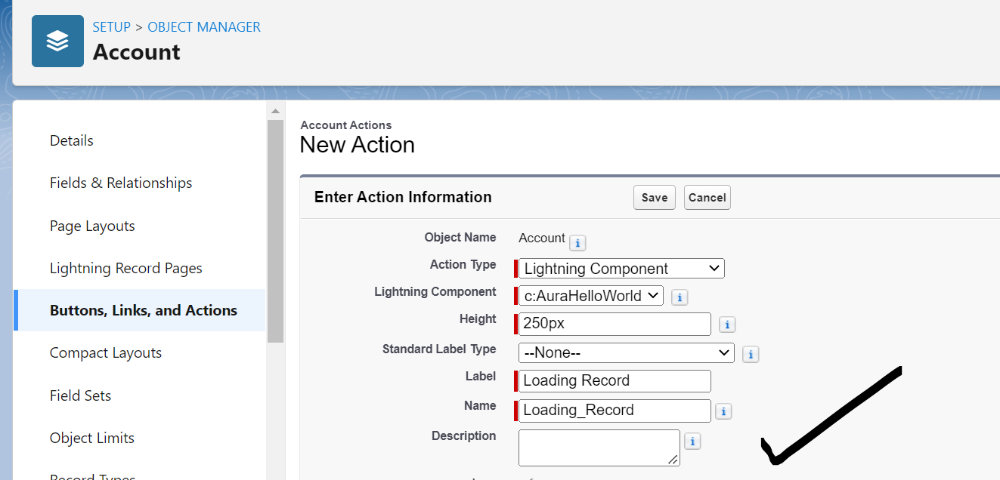 SETUP > OBJECT MANAGER
Account
Details
Fields & Relationships
Page Layouts
Lightning Record Pages
Buttons, Links, and Actions
Compact Layouts
Field Sets
Object Limits
Record Types
Account Actions
New Action
Enter Action Information Save Cancel
Object Name Account i
Action Type Lightning Component
Lightning Component c:AuraHelloWorld i
Height 250px i
Standard Label Type --None-- i
Label Loading Record
Name Loading_Record i
Description i